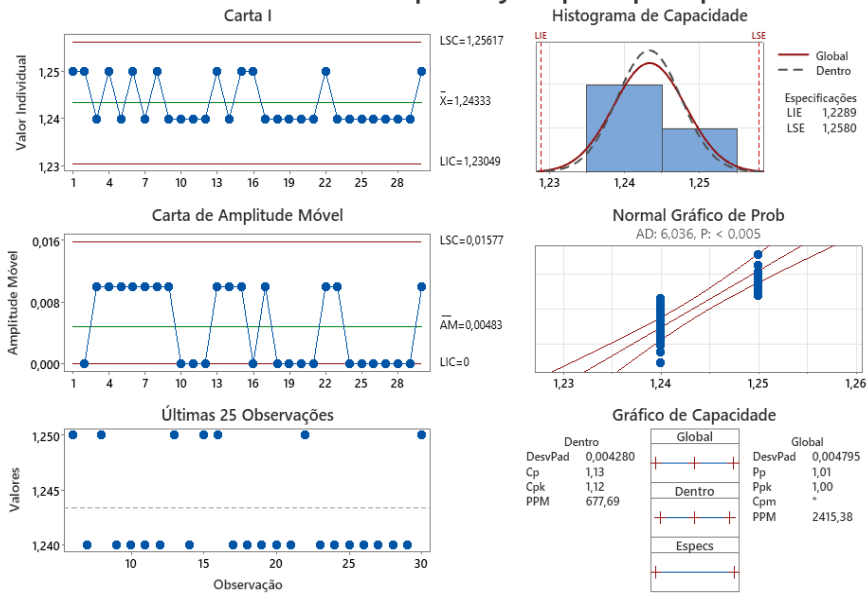 Carta I
Valor Individual
1,25
1,24
1,23
LSC=1,25617
X=1,24333
LIC=1,23049
1 4 7 10 13 16 19 22 25 28
Histograma de Capacidade
LIE LSE
1,23 1,24 1,25
Global
Dentro
Especificações
LIE 1,2289
LSE 1,2580
Carta de Amplitude Móvel
Amplitude Móvel
0,016
0,008
0,000
LSC=0,01577
AM=0,00483
LIC=0
1 4 7 10 13 16 19 22 25 28
Normal Gráfico de Prob
AD: 6,036, P: < 0,005
1,23 1,24 1,25 1,26
Últimas 25 Observações
Valores
1,250
1,245
1,240
10 15 20 25 30
Observação
Gráfico de Capacidade
Dentro
DesvPad 0,004280
Cp 1,13
Cpk 1,12
PPM 677,69
Global
Dentro
Especs
Global
DesvPad 0,004795
Pp 1,01
Ppk 1,00
Cpm *
PPM 2415,38